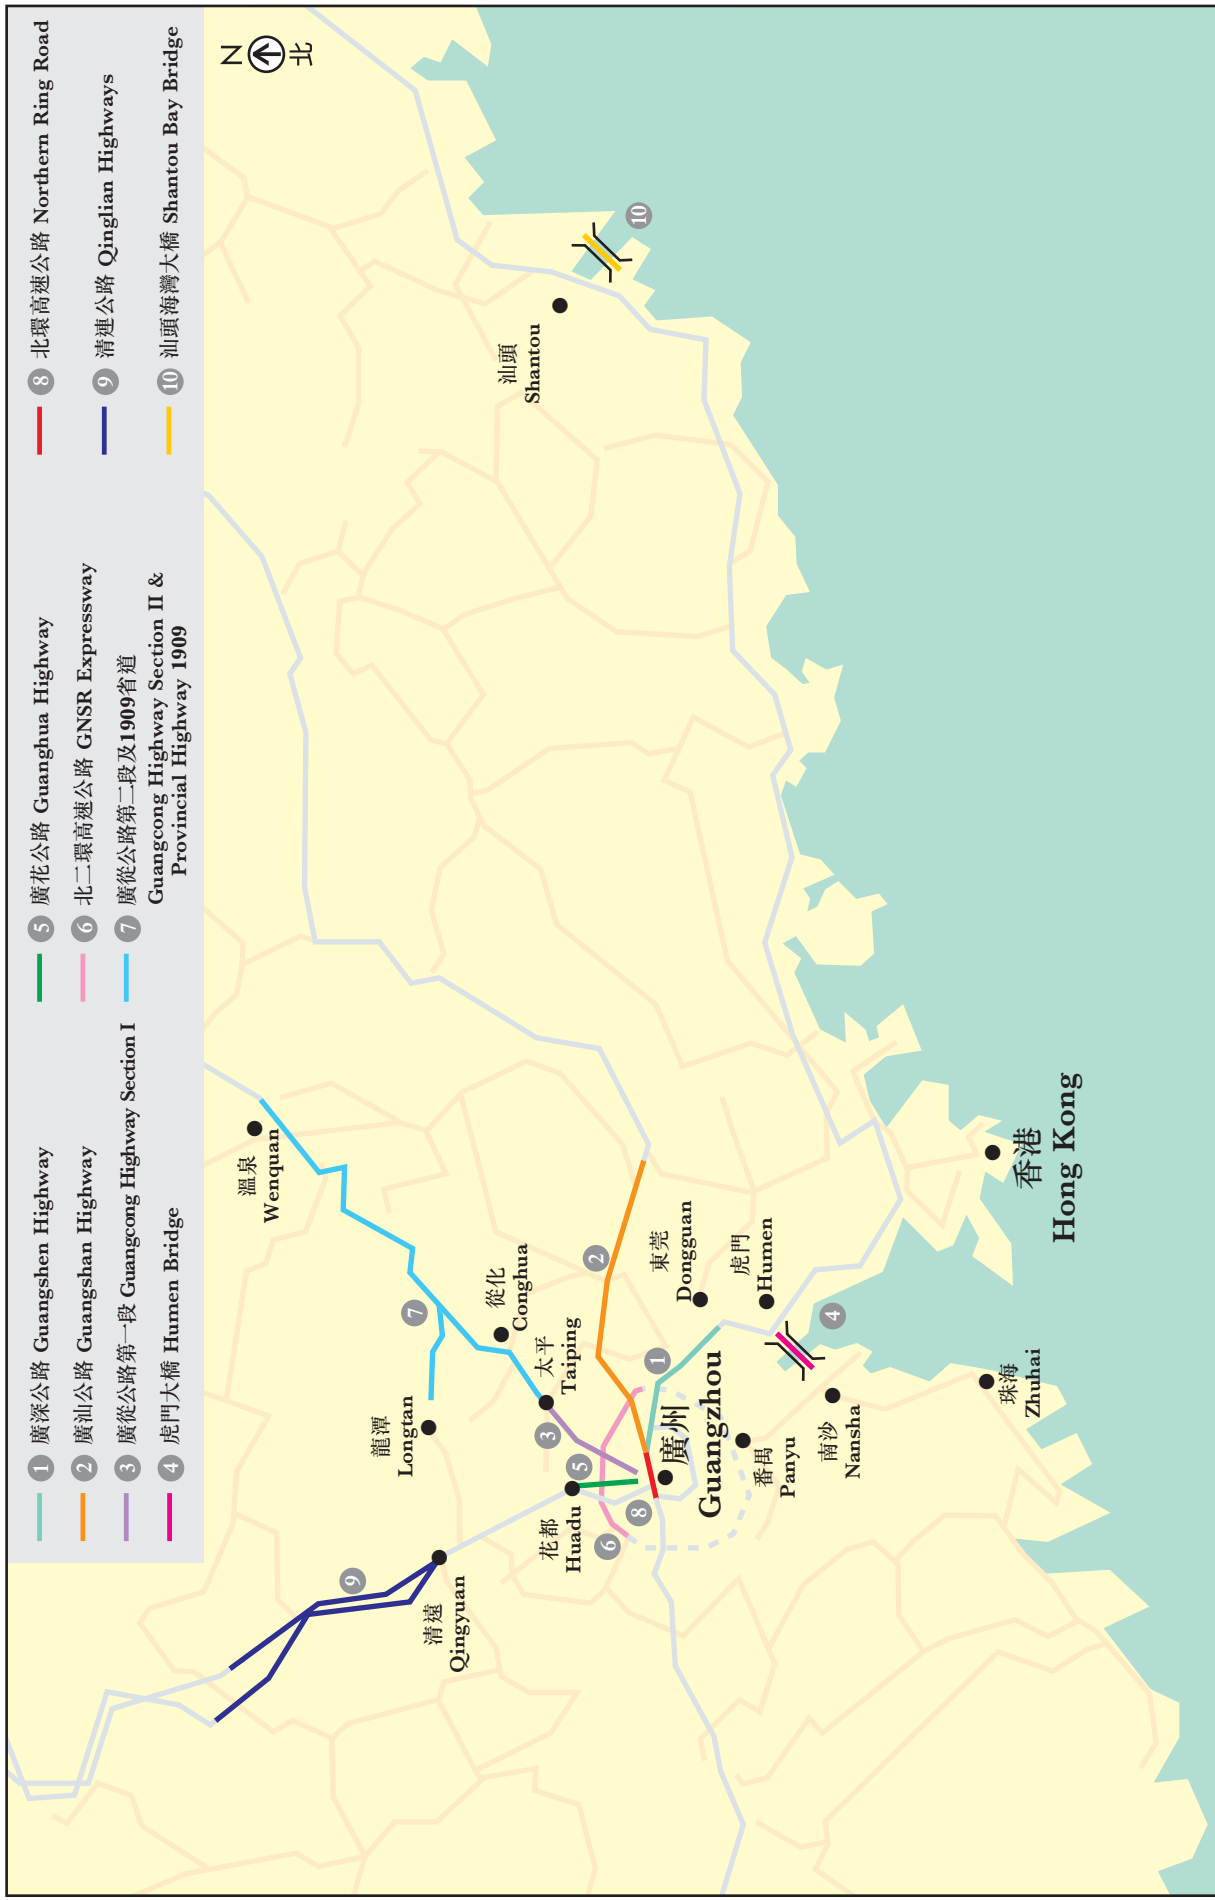 1 廣深公路 Guangshen Highway
2 廣汕公路 Guangshan Highway
3 廣從公路第一段 Guangcong Highway Section I
4 虎門大橋 Humen Bridge
5 廣花公路 Guanghua Highway
6 北二環高速公路 GNSR Expressway
7 廣從公路第二段及1909省道
Guangcong Highway Section II &
Provincial Highway 1909
8 北環高速公路 Northern Ring Road
9 清連公路 Qinglian Highways
10 汕頭海灣大橋 Shantou Bay Bridge
N
北
溫泉
Wenquan
7
從化
Conghua
龍潭
Longtan
太平
Taiping
3
5
花都
Huadu
6
8
9
清遠
Qingyuan
2
1
廣州
Guangzhou
東莞
Dongguan
虎門
Humen
4
番禺
Panyu
南沙
Nansha
珠海
Zhuhai
香港
Hong Kong
汕頭
Shantou
10